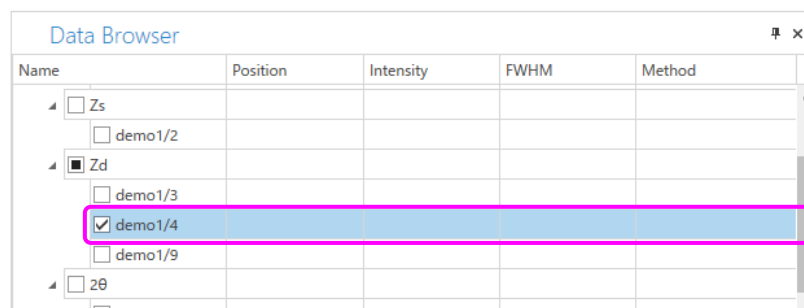 Data Browser
Name Position Intensity FWHM Method
Zs
demo1/2
Zd
demo1/3
demo1/4
demo1/9
2θ